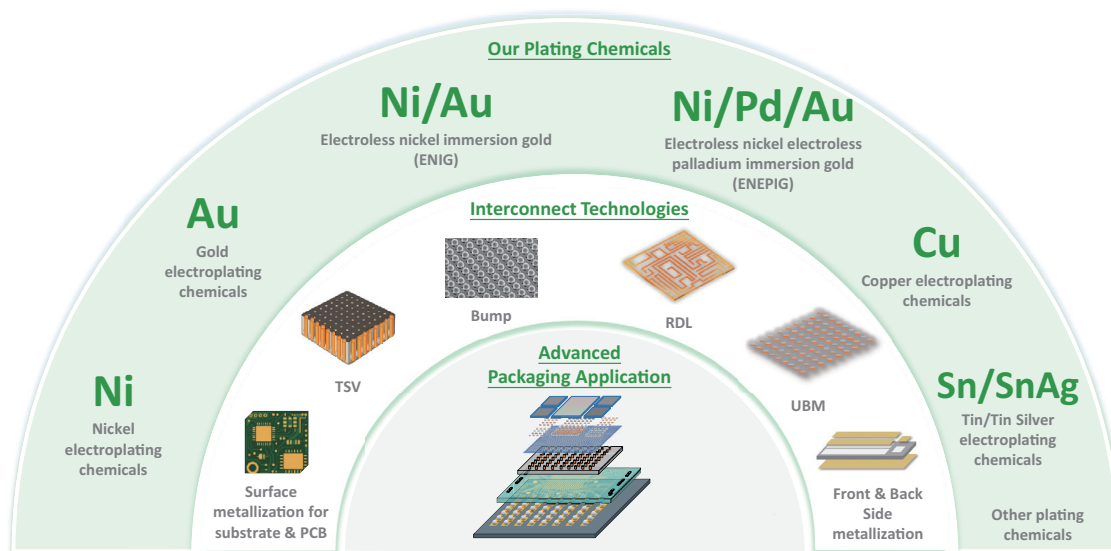 Our Plating Chemicals
Ni/Au
Electroless nickel immersion gold
(ENIG)
Ni/Pd/Au
Electroless nickel electroless
palladium immersion gold
(ENEPIG)
Au
Gold
electroplating
chemicals
Cu
Copper electroplating
chemicals
Ni
Nickel
electroplating
chemicals
Sn/SnAg
Tin/Tin Silver
electroplating
chemicals
Other plating
chemicals
Interconnect Technologies
Surface
metallization for
substrate & PCB
TSV
Bump
RDL
UBM
Front & Back
Side
metallization
Advanced
Packaging Application